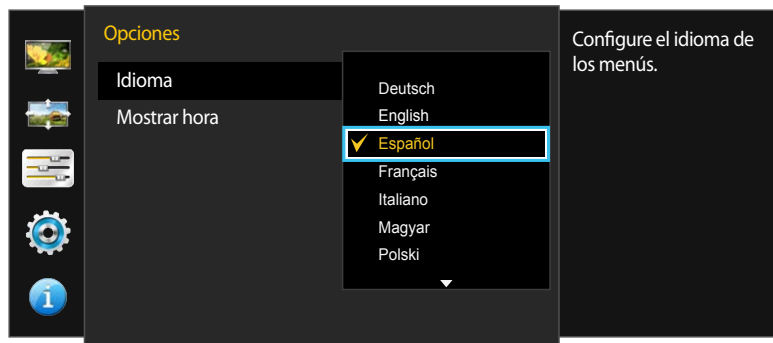 Opciones
Idioma
Mostrar hora
Deutsch
English
Español
Français
Italiano
Magyar
Polski
Configure el idioma de
los menús.